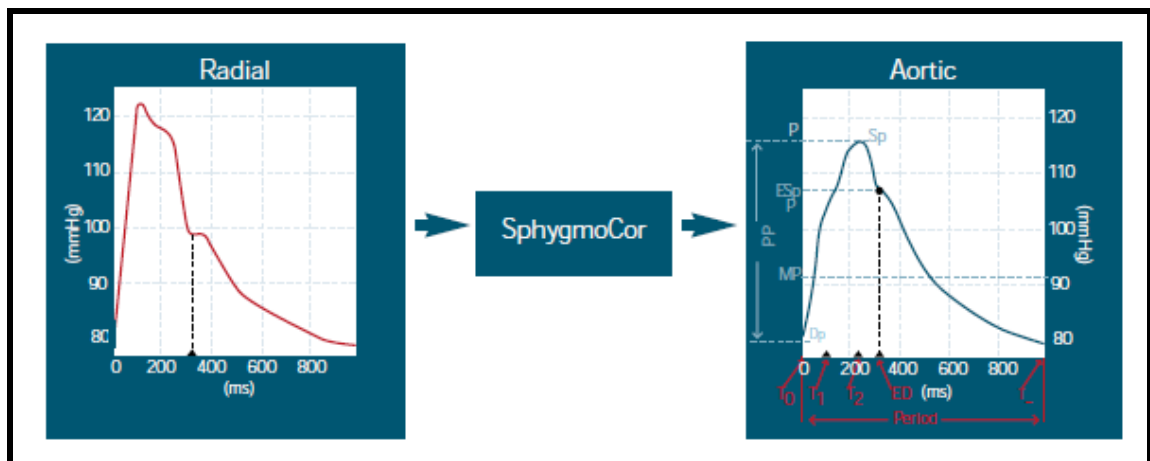 Radial
120
110
100
90
80
(mmHg)
0 200 400 600 800
(ms)
SphygmoCor
Aortic
P
Sp
ESp
P
PP
MP
Dp
120
110
100
90
80
(mmHg)
0 200 400 600 800
T0 T1 T2 ED (ms) T_
Period